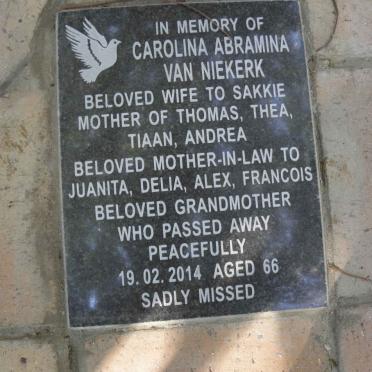 IN MEMORY OF
CAROLINA ABRAMINA
VAN NIEKERK
BELOVED WIFE TO SAKKIE
MOTHER OF THOMAS, THEA,
TIAAN, ANDREA
BELOVED MOTHER-IN-LAW TO
JUANITA, DELIA, ALEX, FRANCOIS
BELOVED GRANDMOTHER
WHO PASSED AWAY
PEACEFULLY
19.02.2014 AGED 66
SADLY MISSED